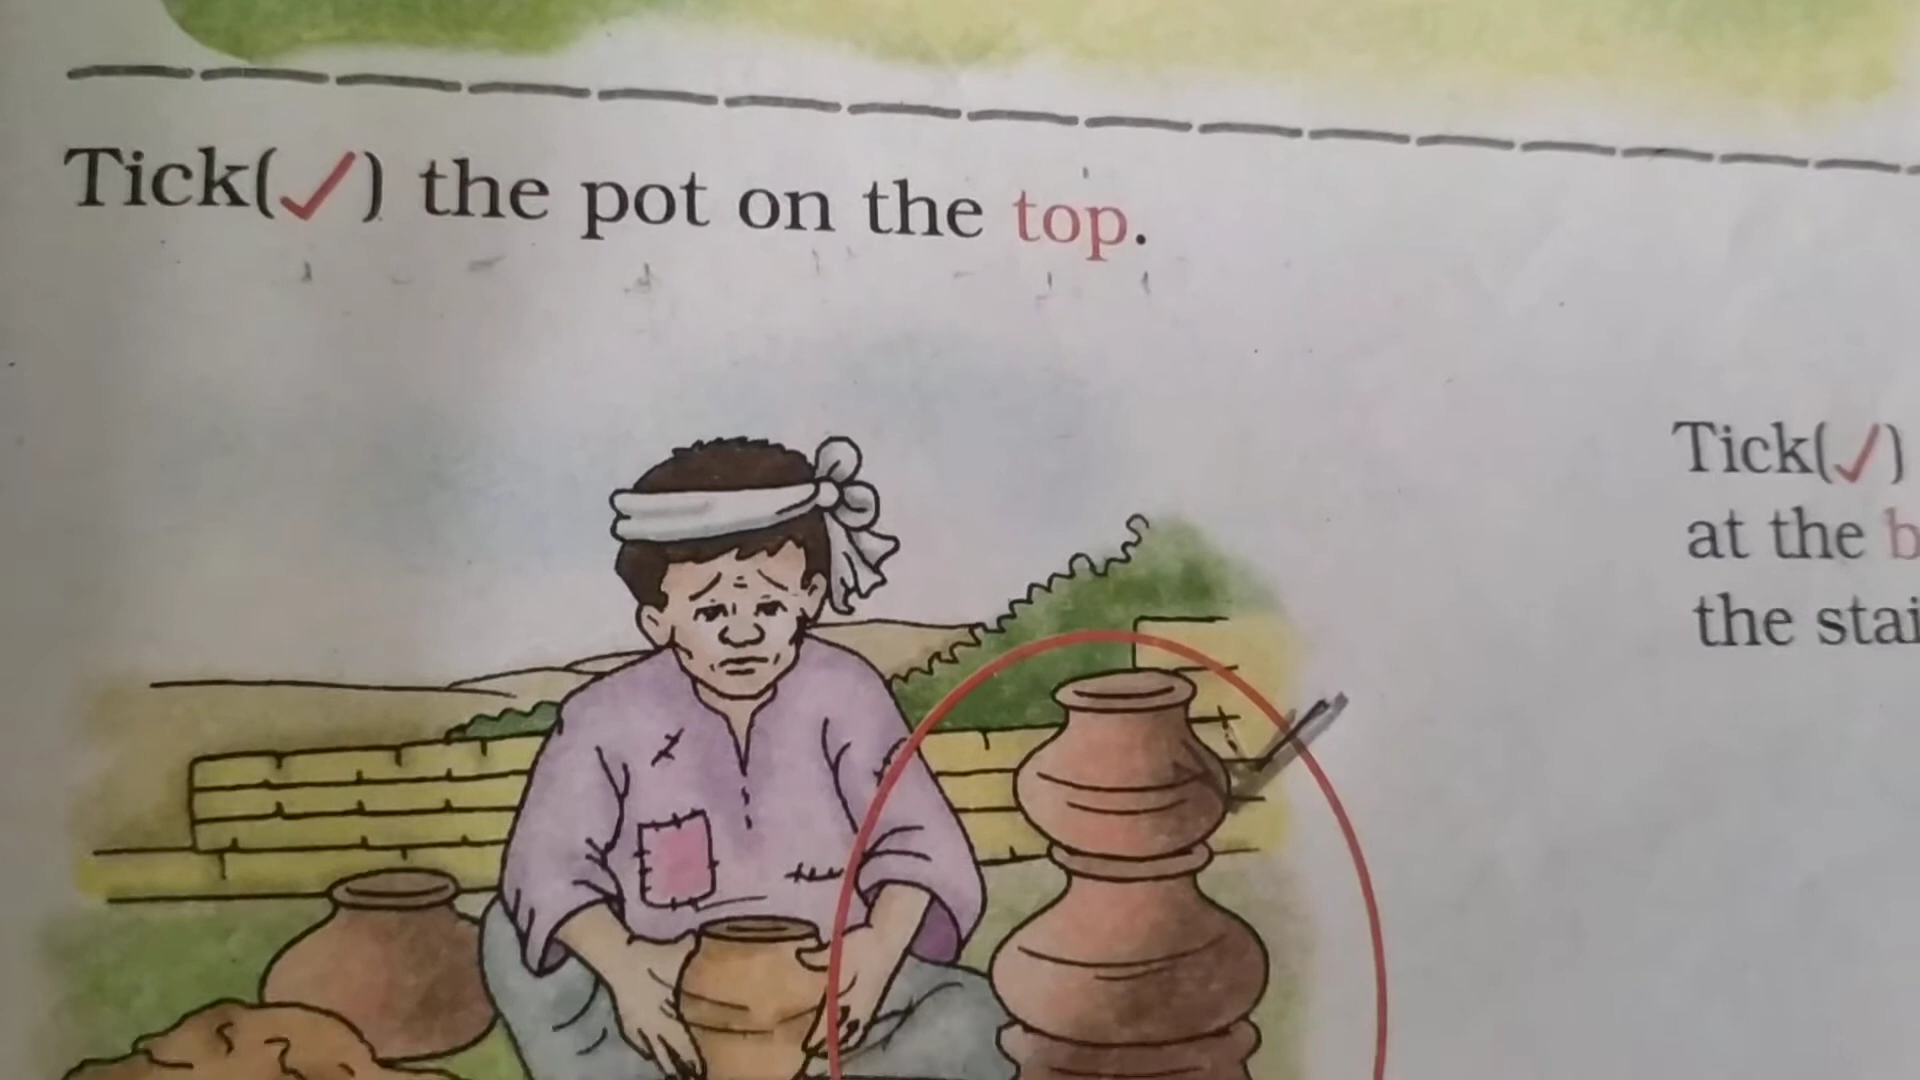 Tick(✓) the pot on the top.
Tick(✓)
at the
the